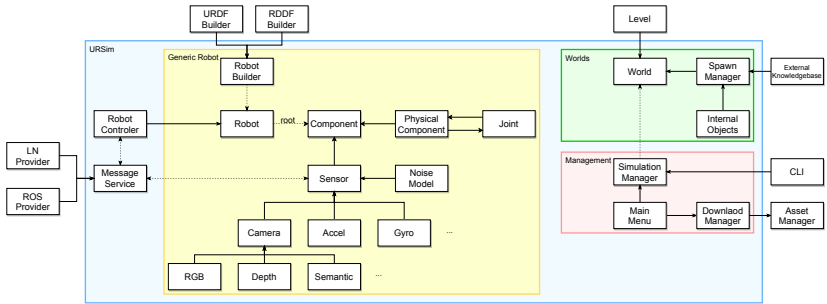 URDF
Builder
RDDF
Builder
Level
URSim
Generic Robot
Worlds
Robot
Builder
World
Spawn
Manager
External
Knowledgebase
Robot
Controler
Robot
root
Component
Physical
Component
Joint
Internal
Objects
LN
Provider
Message
Service
Sensor
Noise
Model
Management
Simulation
Manager
CLI
ROS
Provider
Camera
Accel
Gyro
...
Main
Menu
Downlaod
Manager
Asset
Manager
RGB
Depth
Semantic
...